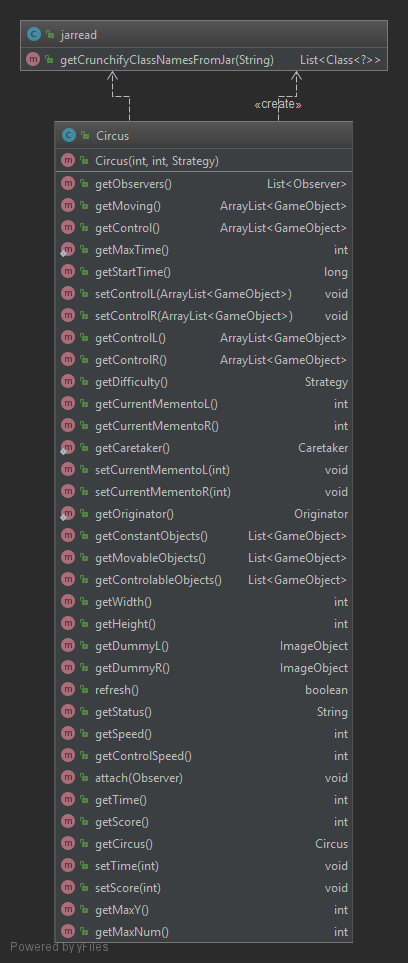 jarread
getCrunchifyClassNamesFromJar(String) List<Class<?>>
«create»
Circus
Circus(int, int, Strategy)
getObservers() List<Observer>
getMoving() ArrayList<GameObject>
getControl() ArrayList<GameObject>
getMaxTime() int
getStartTime() long
setControlL(ArrayList<GameObject>) void
setControlR(ArrayList<GameObject>) void
getControlL() ArrayList<GameObject>
getControlR() ArrayList<GameObject>
getDifficulty() Strategy
getCurrentMementoL() int
getCurrentMementoR() int
getCaretaker() Caretaker
setCurrentMementoL(int) void
setCurrentMementoR(int) void
getOriginator() Originator
getConstantObjects() List<GameObject>
getMovableObjects() List<GameObject>
getControlableObjects() List<GameObject>
getWidth() int
getHeight() int
getDummyL() ImageObject
getDummyR() ImageObject
refresh() boolean
getStatus() String
getSpeed() int
getControlSpeed() int
attach(Observer) void
getTime() int
getScore() int
getCircus() Circus
setTime(int) void
setScore(int) void
getMaxY() int
getMaxNum() int
Powered by yFiles